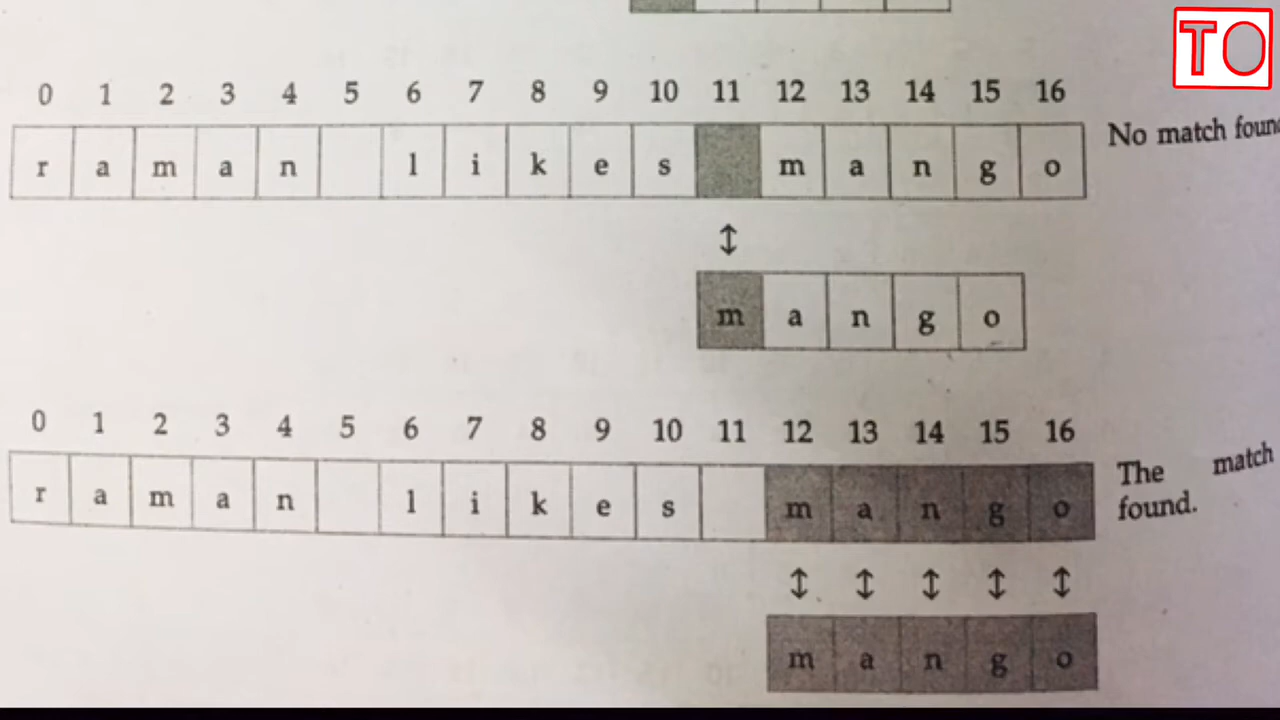 TO
0 1 2 3 4 5 6 7 8 9 10 11 12 13 14 15 16
r a m a n l i k e s m a n g o
No match
m a n g o
0 1 2 3 4 5 6 7 8 9 10 11 12 13 14 15 16
r a m a n l i k e s m a n g o
The match
found.
m a n g o